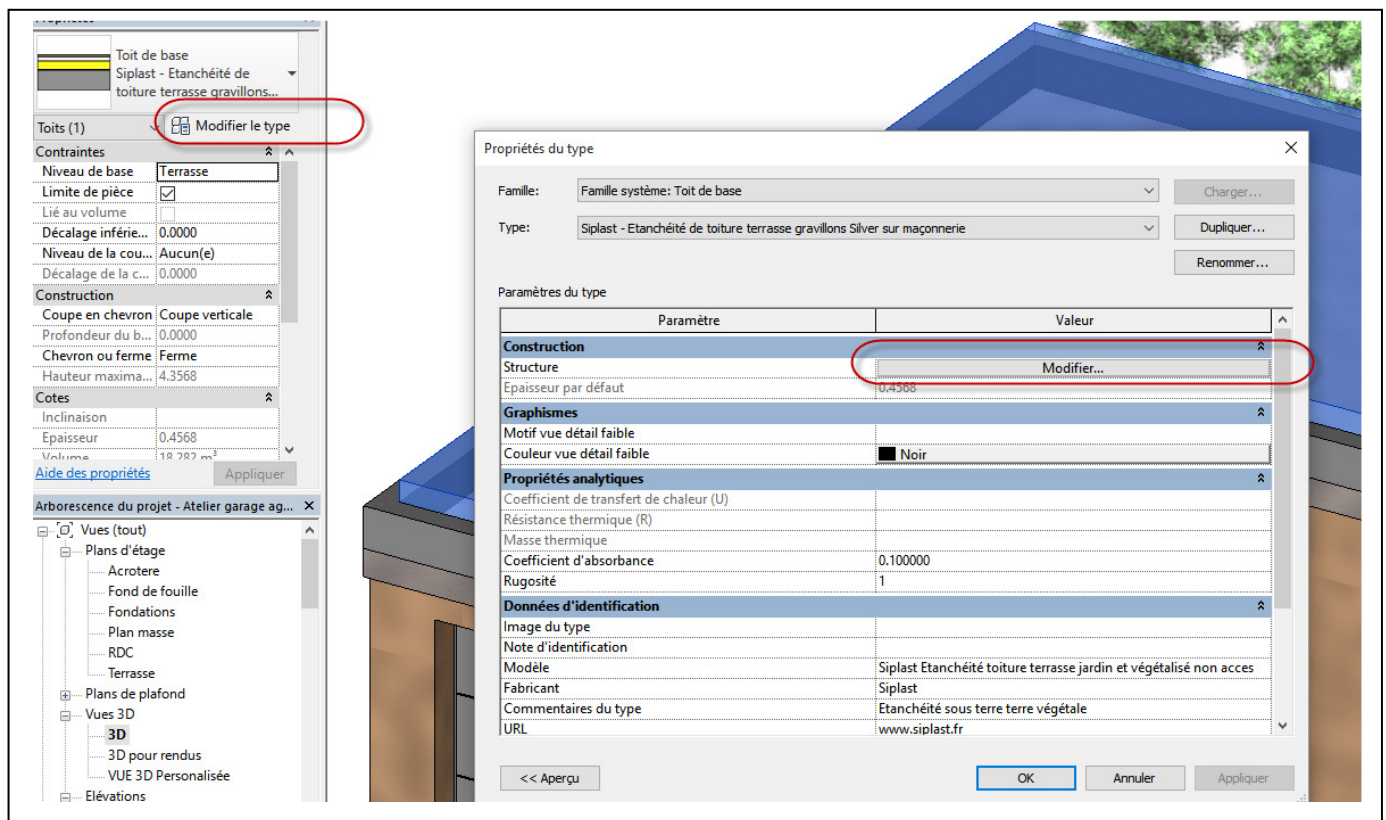 Propriétés
Toit de base
Siplast - Etanchéité de
toiture terrasse gravillons...
Toits (1)
Modifier le type
Contraintes
Niveau de base Terrasse
Limite de pièce
Lié au volume
Décalage inférie... 0.0000
Niveau de la cou... Aucun(e)
Décalage de la c... 0.0000
Construction
Coupe en chevron Coupe verticale
Profondeur du b... 0.0000
Chevron ou ferme Ferme
Hauteur maxima... 4.3568
Cotes
Inclinaison
Epaisseur 0.4568
Volume 18.282 m³
Aide des propriétés Appliquer
Arborescence du projet - Atelier garage ag... X
Vues (tout)
Plans d'étage
Acrotere
Fond de fouille
Fondations
Plan masse
RDC
Terrasse
Plans de plafond
Vues 3D
3D
3D pour rendus
VUE 3D Personalisée
Elévations
Propriétés du type
Famille: Famille système: Toit de base Charger...
Type: Siplast - Etanchéité de toiture terrasse gravillons Silver sur maçonnerie Dupliquer...
Renommer...
Paramètres du type
Paramètre Valeur
Construction
Structure Modifier...
Epaisseur par défaut 0.4568
Graphismes
Motif vue détail faible
Couleur vue détail faible Noir
Propriétés analytiques
Coefficient de transfert de chaleur (U)
Résistance thermique (R)
Masse thermique
Coefficient d'absorbance 0.100000
Rugosité 1
Données d'identification
Image du type
Note d'identification
Modèle Siplast Etanchéité toiture terrasse jardin et végétalisé non acces
Fabricant Siplast
Commentaires du type Etanchéité sous terre terre végétale
URL www.siplast.fr
<< Aperçu OK Annuler Appliquer